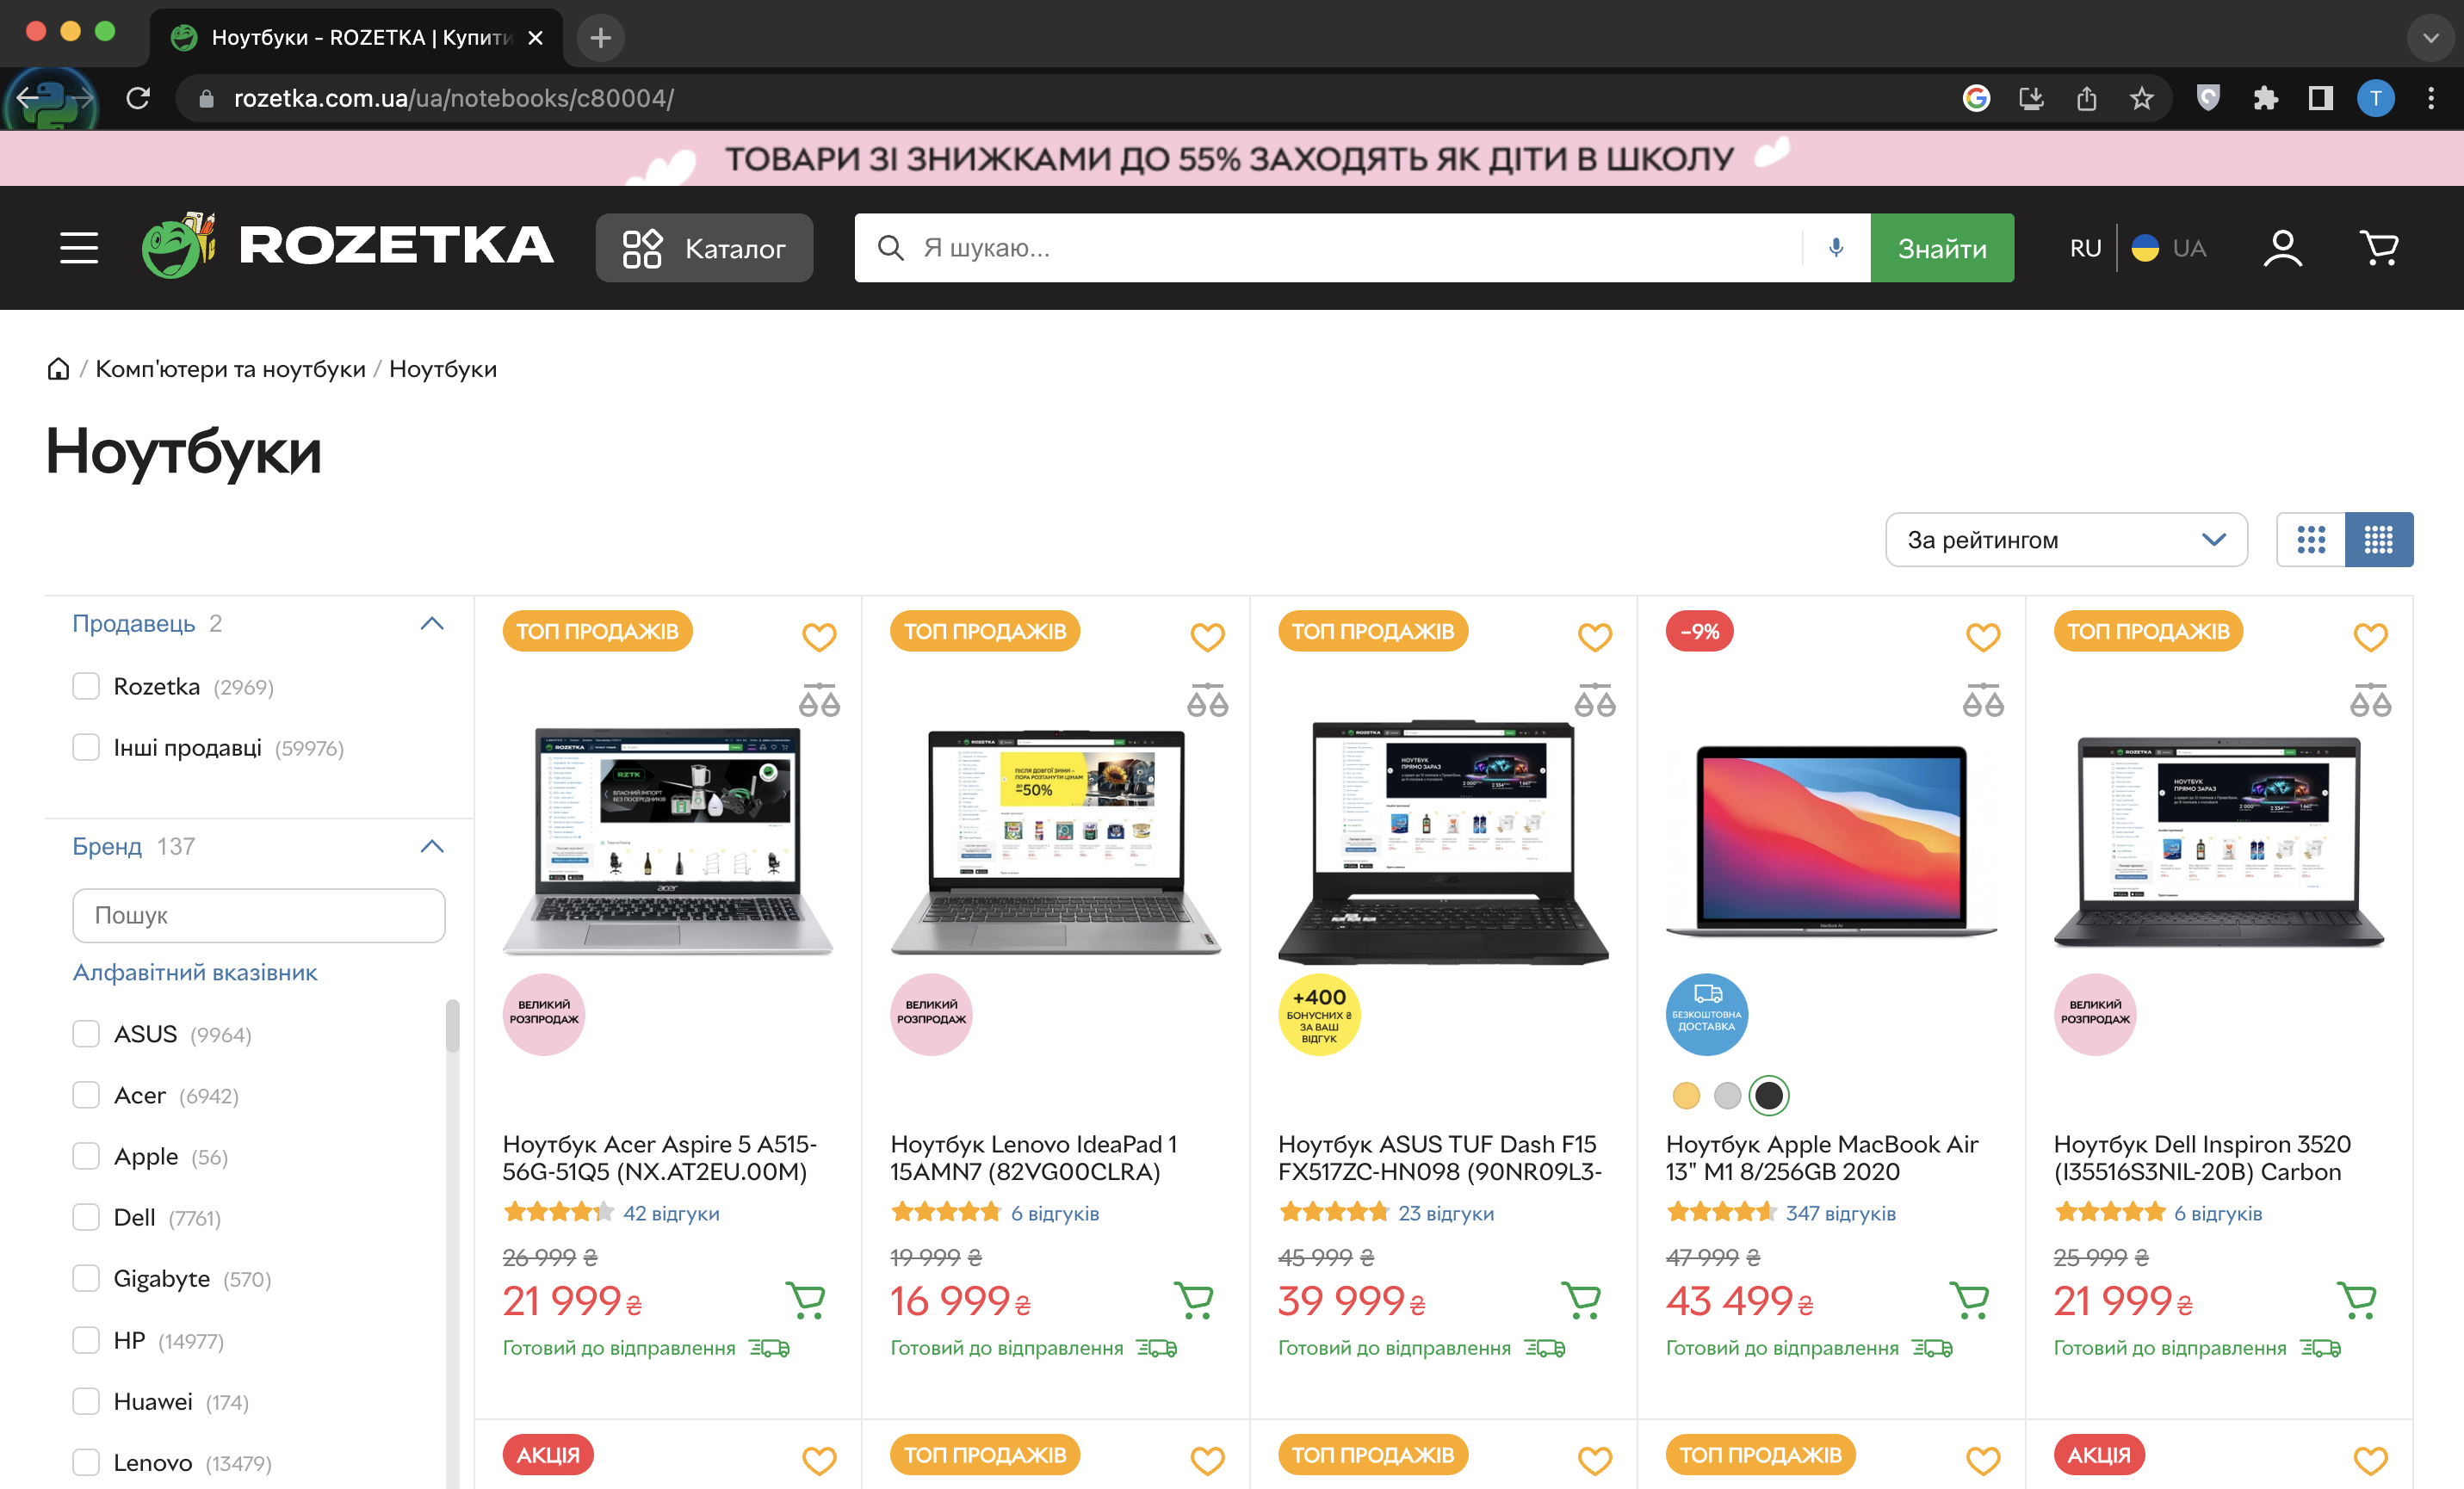 Ноутбуки - ROZETKA | Купити
rozetka.com.ua/ua/notebooks/c80004/
T
ТОВАРИ ЗІ ЗНИЖКАМИ ДО 55% ЗАХОДЯТЬ ЯК ДІТИ В ШКОЛУ
ROZETKA
Каталог
Я шукаю...
Знайти
RU
UA
/ Комп'ютери та ноутбуки / Ноутбуки
Ноутбуки
За рейтингом
Продавець 2
Rozetka (2969)
Інші продавці (59976)
Бренд 137
Пошук
Алфавітний вказівник
ASUS (9964)
Acer (6942)
Apple (56)
Dell (7761)
Gigabyte (570)
HP (14977)
Huawei (174)
Lenovo (13479)
ТОП ПРОДАЖІВ
ВЕЛИКИЙ
РОЗПРОДАЖ
Ноутбук Acer Aspire 5 A515-
56G-51Q5 (NX.AT2EU.00M)
42 відгуки
26 999 ₴
21 999 ₴
Готовий до відправлення
ТОП ПРОДАЖІВ
ВЕЛИКИЙ
РОЗПРОДАЖ
Ноутбук Lenovo IdeaPad 1
15AMN7 (82VG00CLRA)
6 відгуків
19 999 ₴
16 999 ₴
Готовий до відправлення
ТОП ПРОДАЖІВ
+400
БОНУСНИХ ₴
ЗА ВАШ
ВІДГУК
Ноутбук ASUS TUF Dash F15
FX517ZC-HN098 (90NR09L3-
23 відгуки
45 999 ₴
39 999 ₴
Готовий до відправлення
-9%
БЕЗКОШТОВНА
ДОСТАВКА
Ноутбук Apple MacBook Air
13" M1 8/256GB 2020
347 відгуків
47 999 ₴
43 499 ₴
Готовий до відправлення
ТОП ПРОДАЖІВ
ВЕЛИКИЙ
РОЗПРОДАЖ
Ноутбук Dell Inspiron 3520
(I35516S3NIL-20B) Carbon
6 відгуків
25 999 ₴
21 999 ₴
Готовий до відправлення
АКЦІЯ
ТОП ПРОДАЖІВ
ТОП ПРОДАЖІВ
ТОП ПРОДАЖІВ
АКЦІЯ